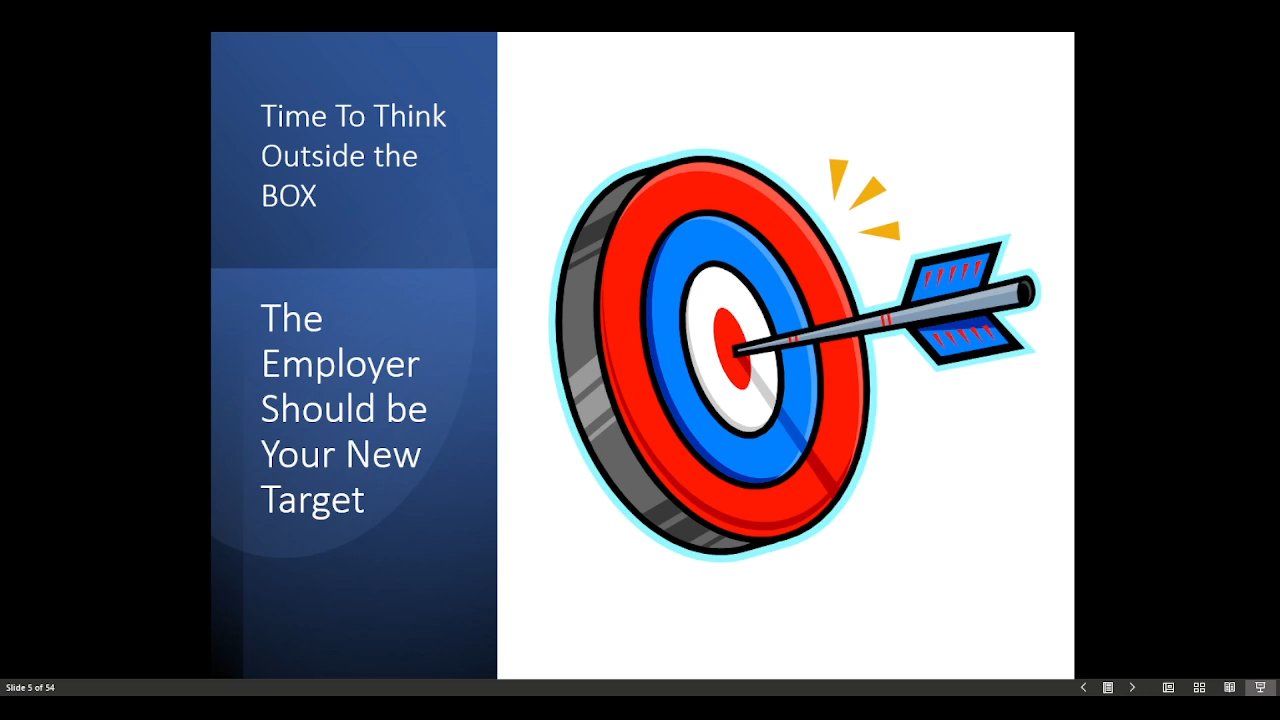 Time To Think
Outside the
BOX
The
Employer
Should be
Your New
Target
Slide 5 of 54